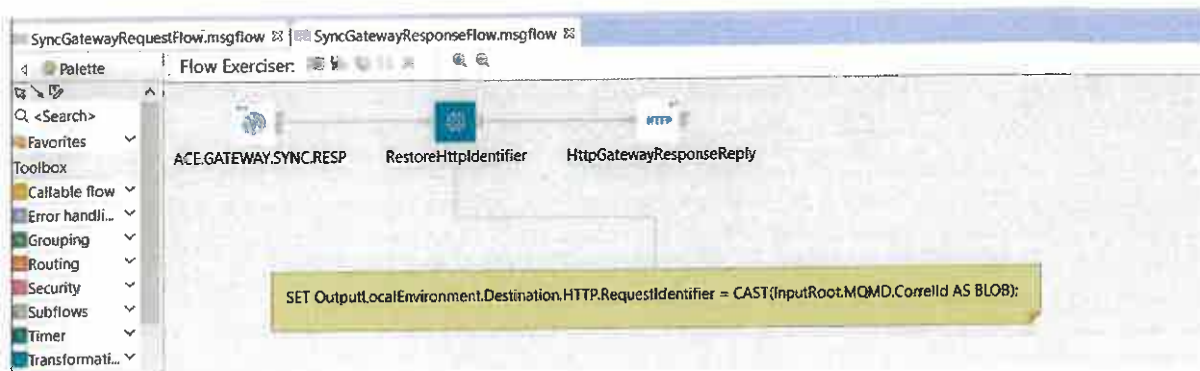 SyncGatewayRequestFlow.msgflow SyncGatewayResponseFlow.msgflow
Palette Flow Exerciser:
<Search>
Favorites
Toolbox
Callable flow
Error handli...
Grouping
Routing
Security
Subflows
Timer
Transformati...
HTTP
ACE.GATEWAY.SYNC.RESP RestoreHttpIdentifier HttpGatewayResponseReply
SET OutputLocalEnvironment.Destination.HTTP.RequestIdentifier = CAST(InputRoot.MQMD.CorrelId AS BLOB);